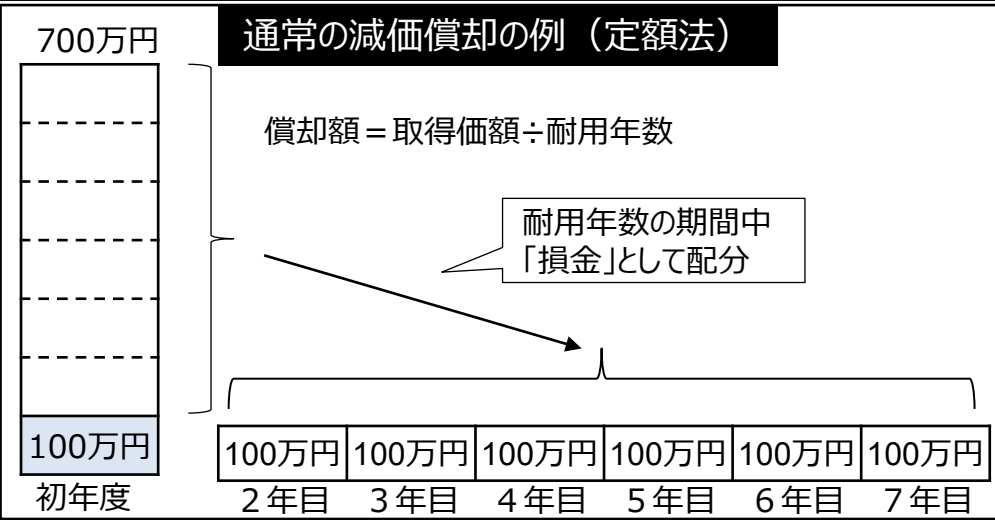 700万円
通常の減価償却の例（定額法）
償却額＝取得価額÷耐用年数
耐用年数の期間中
「損金」として配分
100万円
100万円 100万円 100万円 100万円 100万円 100万円
初年度
２年目 ３年目 ４年目 ５年目 ６年目 ７年目